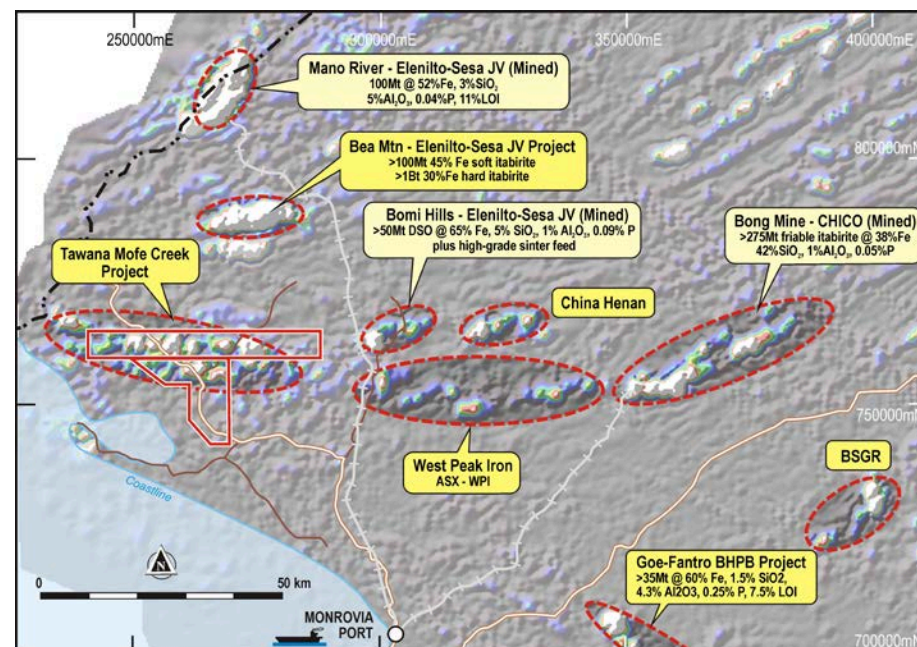 250000mE
300000mE
350000mE
400000mE
Mano River - Elenilto-Sesa JV (Mined)
100Mt @ 52%Fe, 3%SiO₂
5%Al₂O₃, 0.04%P, 11%LOI
800000mN
Bea Mtn - Elenilto-Sesa JV Project
>100Mt 45% Fe soft itabirite
>1Bt 30%Fe hard itabirite
Bomi Hills - Elenilto-Sesa JV (Mined)
>50Mt DSO @ 65% Fe, 5% SiO₂, 1% Al₂O₃, 0.09% P
plus high-grade sinter feed
Bong Mine - CHICO (Mined)
>275Mt friable itabirite @ 38%Fe
42%SiO₂, 1%Al₂O₃, 0.05%P
Tawana Mofe Creek
Project
China Henan
750000mN
West Peak Iron
ASX - WPI
BSGR
Coastline
Goe-Fantro BHPB Project
>35Mt @ 60% Fe, 1.5% SiO2,
4.3% Al2O3, 0.25% P, 7.5% LOI
N
0
50 km
MONROVIA
PORT
700000mN